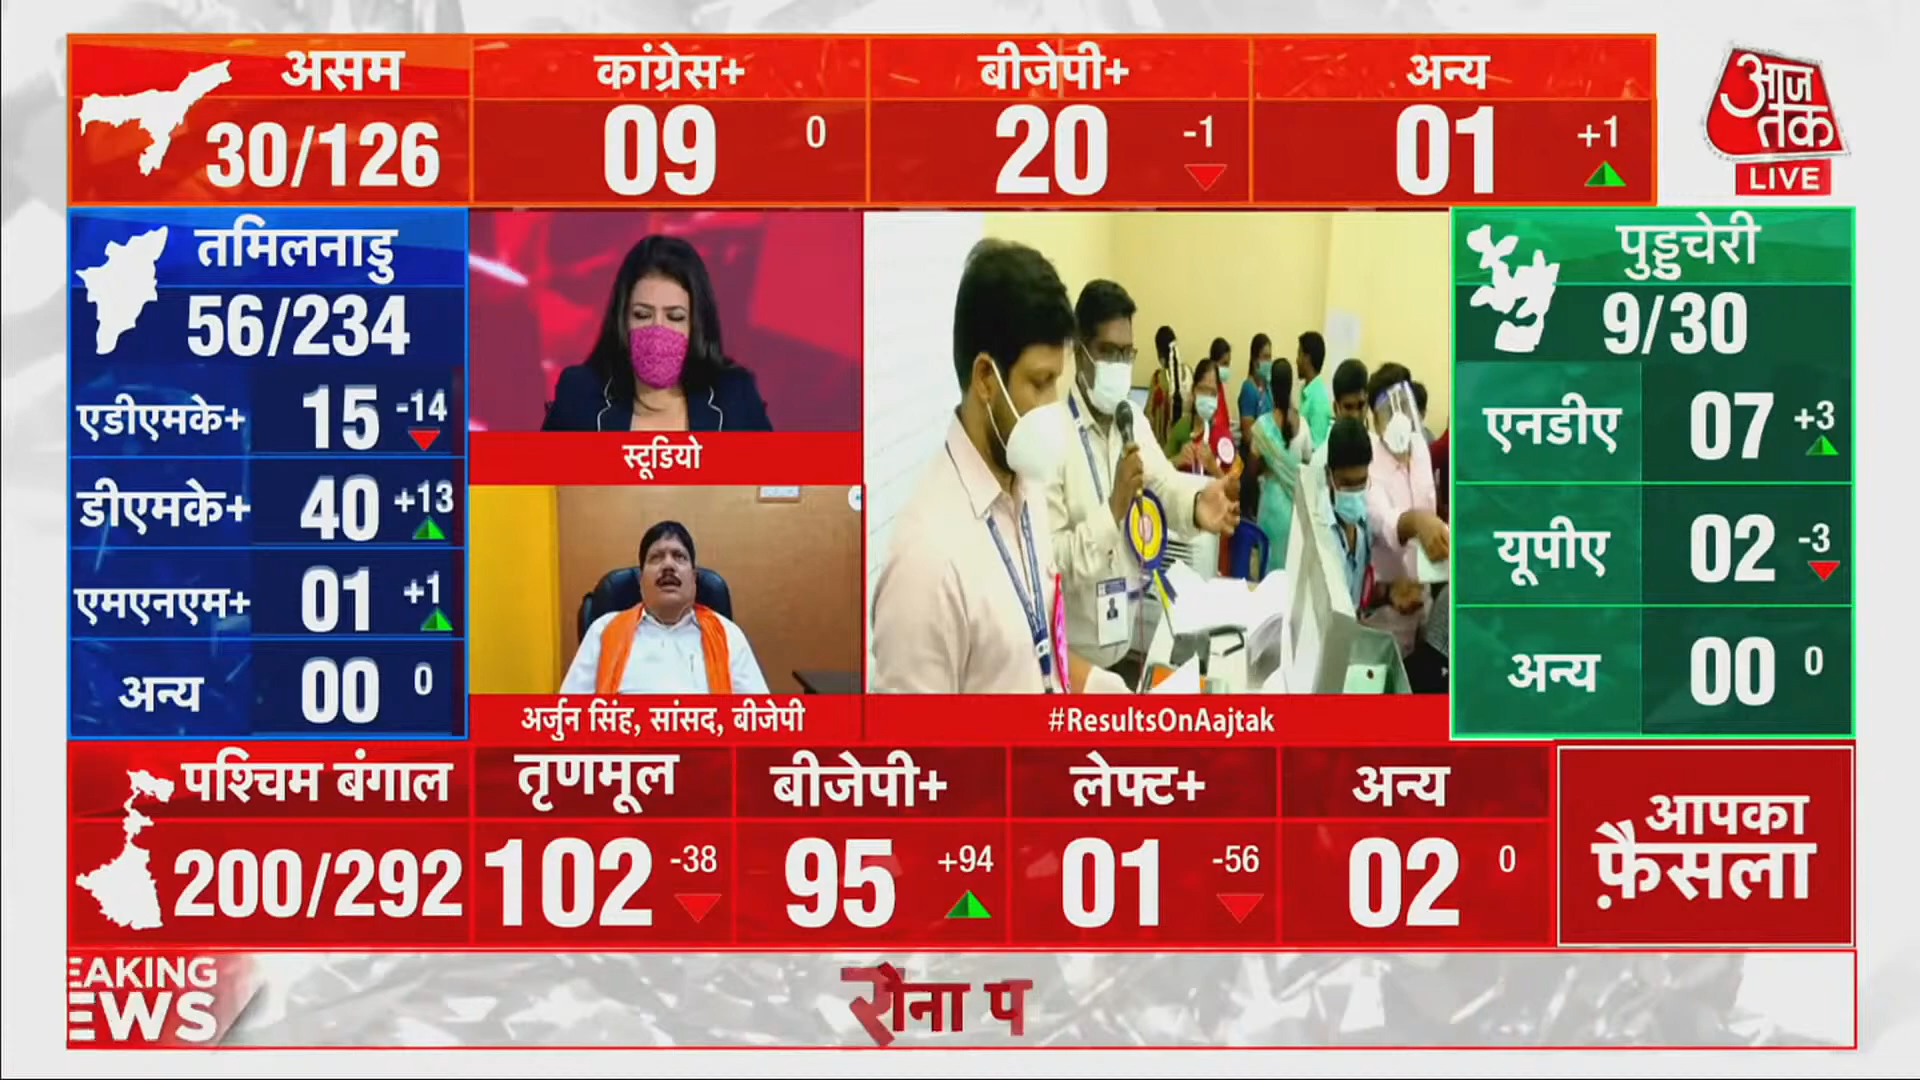 असम
30/126
कांग्रेस+
09 0
बीजेपी+
20 -1
अन्य
01 +1
आज
तक
LIVE
तमिलनाडु
56/234
एडीएमके+ 15 -14
डीएमके+ 40 +13
एमएनएम+ 01 +1
अन्य 00 0
स्टूडियो
अर्जुन सिंह, सांसद, बीजेपी
#ResultsOnAajtak
पुड्डुचेरी
9/30
एनडीए 07 +3
यूपीए 02 -3
अन्य 00 0
पश्चिम बंगाल
200/292
तृणमूल
102 -38
बीजेपी+
95 +94
लेफ्ट+
01 -56
अन्य
02 0
आपका
फ़ैसला
EAKING
EWS
रोना प